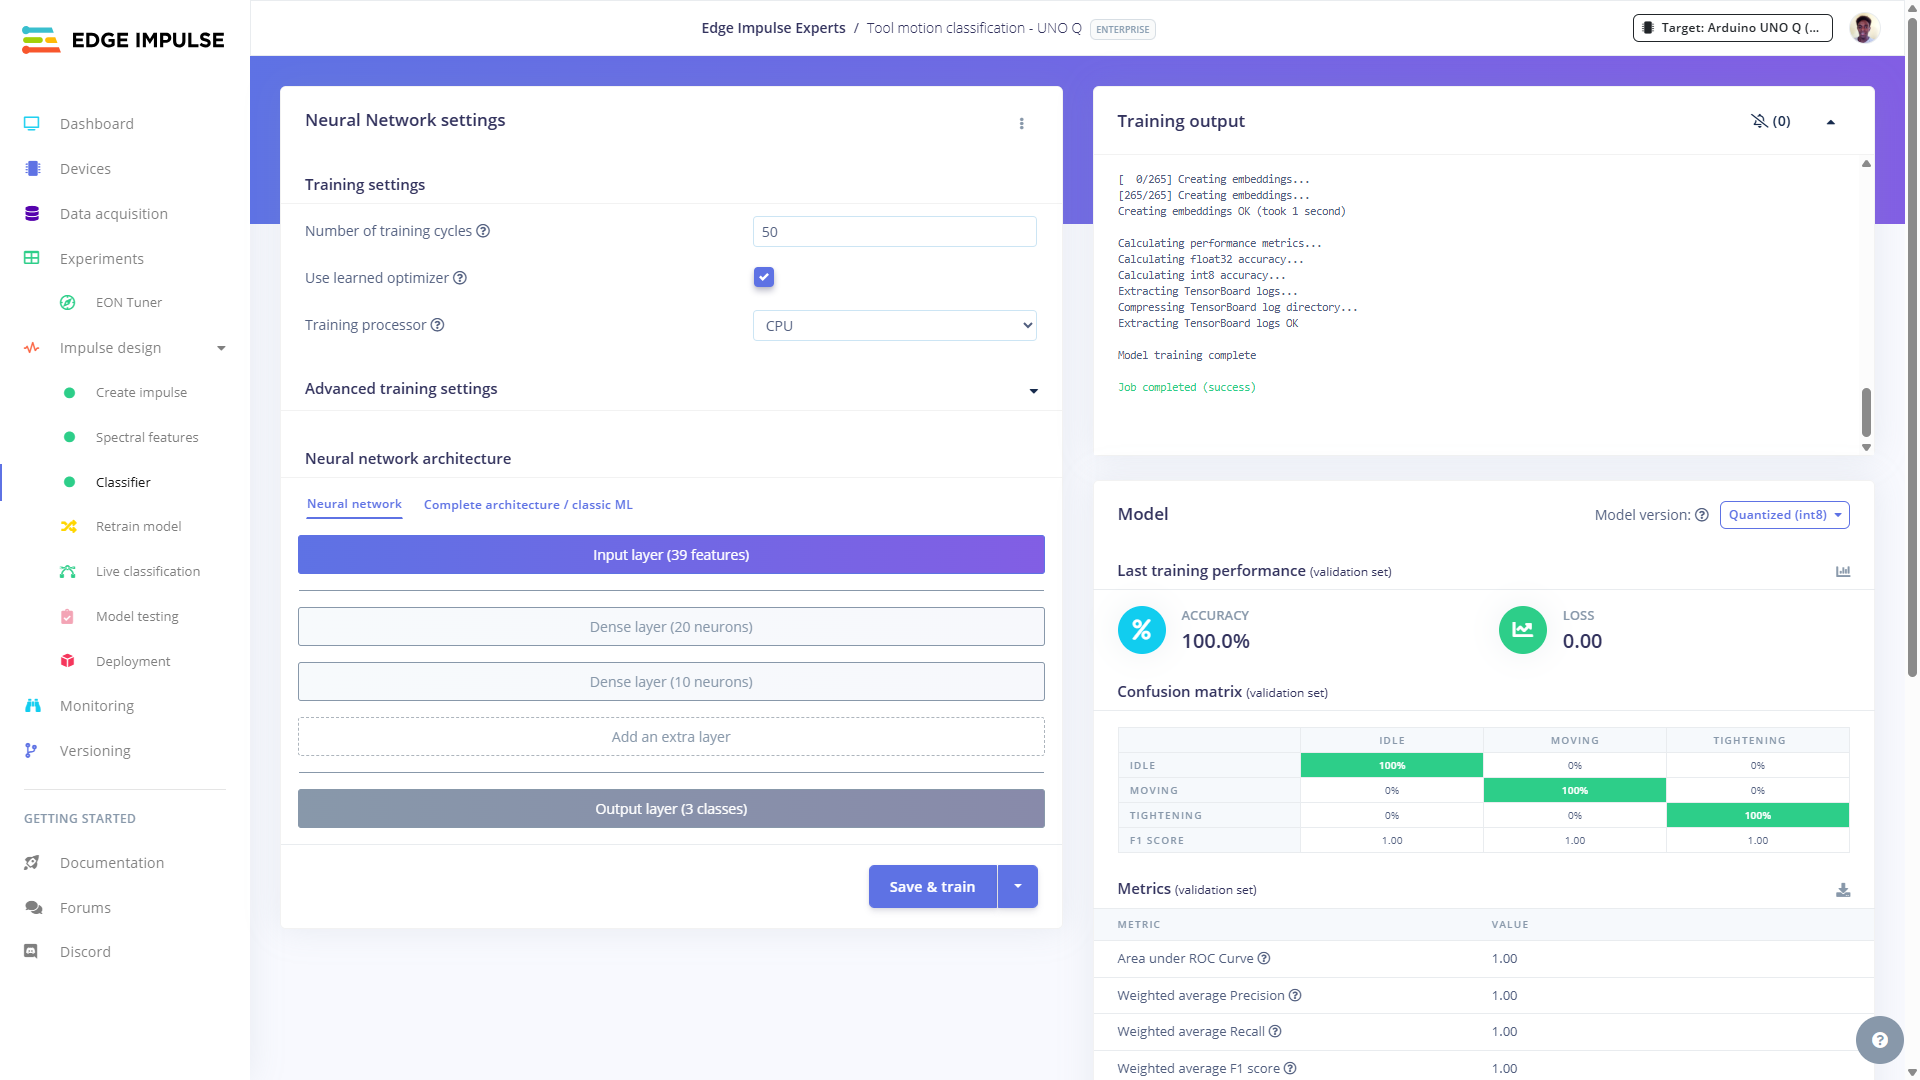 EDGE IMPULSE
Dashboard
Devices
Data acquisition
Experiments
EON Tuner
Impulse design
Create impulse
Spectral features
Classifier
Retrain model
Live classification
Model testing
Deployment
Monitoring
Versioning
GETTING STARTED
Documentation
Forums
Discord
Edge Impulse Experts / Tool motion classification - UNO Q ENTERPRISE
Target: Arduino UNO Q (...
Neural Network settings
Training settings
Number of training cycles ?
50
Use learned optimizer ?
Training processor ?
CPU
Advanced training settings
Neural network architecture
Neural network Complete architecture / classic ML
Input layer (39 features)
Dense layer (20 neurons)
Dense layer (10 neurons)
Add an extra layer
Output layer (3 classes)
Save & train
Training output
(0)
[  0/265] Creating embeddings...
[265/265] Creating embeddings...
Creating embeddings OK (took 1 second)
Calculating performance metrics...
Calculating float32 accuracy...
Calculating int8 accuracy...
Extracting TensorBoard logs...
Compressing TensorBoard log directory...
Extracting TensorBoard logs OK
Model training complete
Job completed (success)
Model
Model version: ? Quantized (int8)
Last training performance (validation set)
% ACCURACY
100.0%
LOSS
0.00
Confusion matrix (validation set)
IDLE MOVING TIGHTENING
IDLE 100% 0% 0%
MOVING 0% 100% 0%
TIGHTENING 0% 0% 100%
F1 SCORE 1.00 1.00 1.00
Metrics (validation set)
METRIC VALUE
Area under ROC Curve ? 1.00
Weighted average Precision ? 1.00
Weighted average Recall ? 1.00
Weighted average F1 score ? 1.00
?